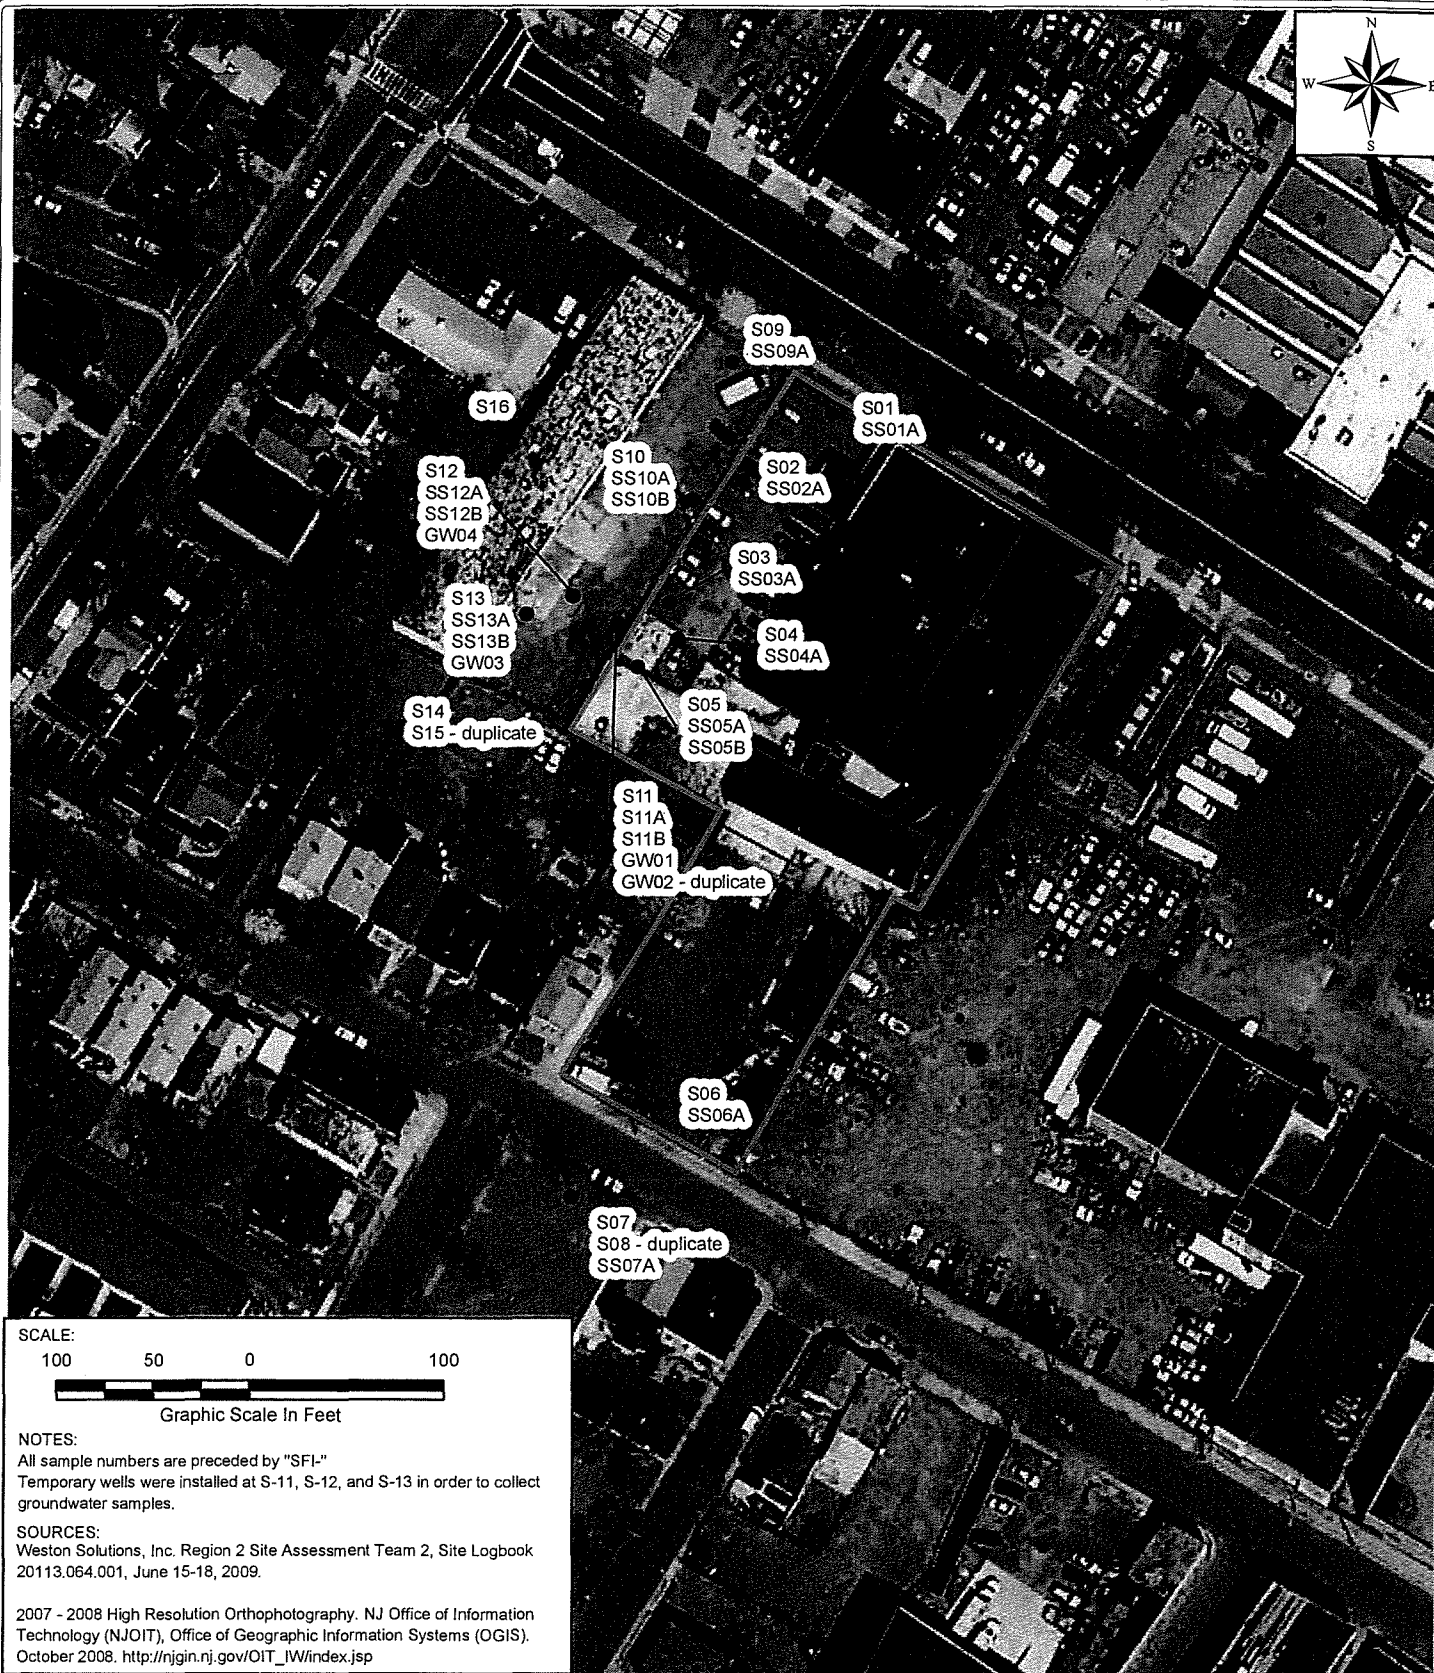 N
W
E
S
S09
SS09A
S01
SS01A
S16
S02
SS02A
S10
SS10A
SS10B
S12
SS12A
SS12B
GW04
S03
SS03A
S13
SS13A
SS13B
GW03
S04
SS04A
S05
SS05A
SS05B
S14
S15 - duplicate
S11
S11A
S11B
GW01
GW02 - duplicate
S06
SS06A
S07
S08 - duplicate
SS07A
SCALE:
100 50 0 100
Graphic Scale In Feet
NOTES:
All sample numbers are preceded by "SFI-"
Temporary wells were installed at S-11, S-12, and S-13 in order to collect
groundwater samples.
SOURCES:
Weston Solutions, Inc. Region 2 Site Assessment Team 2, Site Logbook
20113.064.001, June 15-18, 2009.
2007 - 2008 High Resolution Orthophotography. NJ Office of Information
Technology (NJOIT), Office of Geographic Information Systems (OGIS).
October 2008. http://njgin.nj.gov/OIT_IW/index.jsp